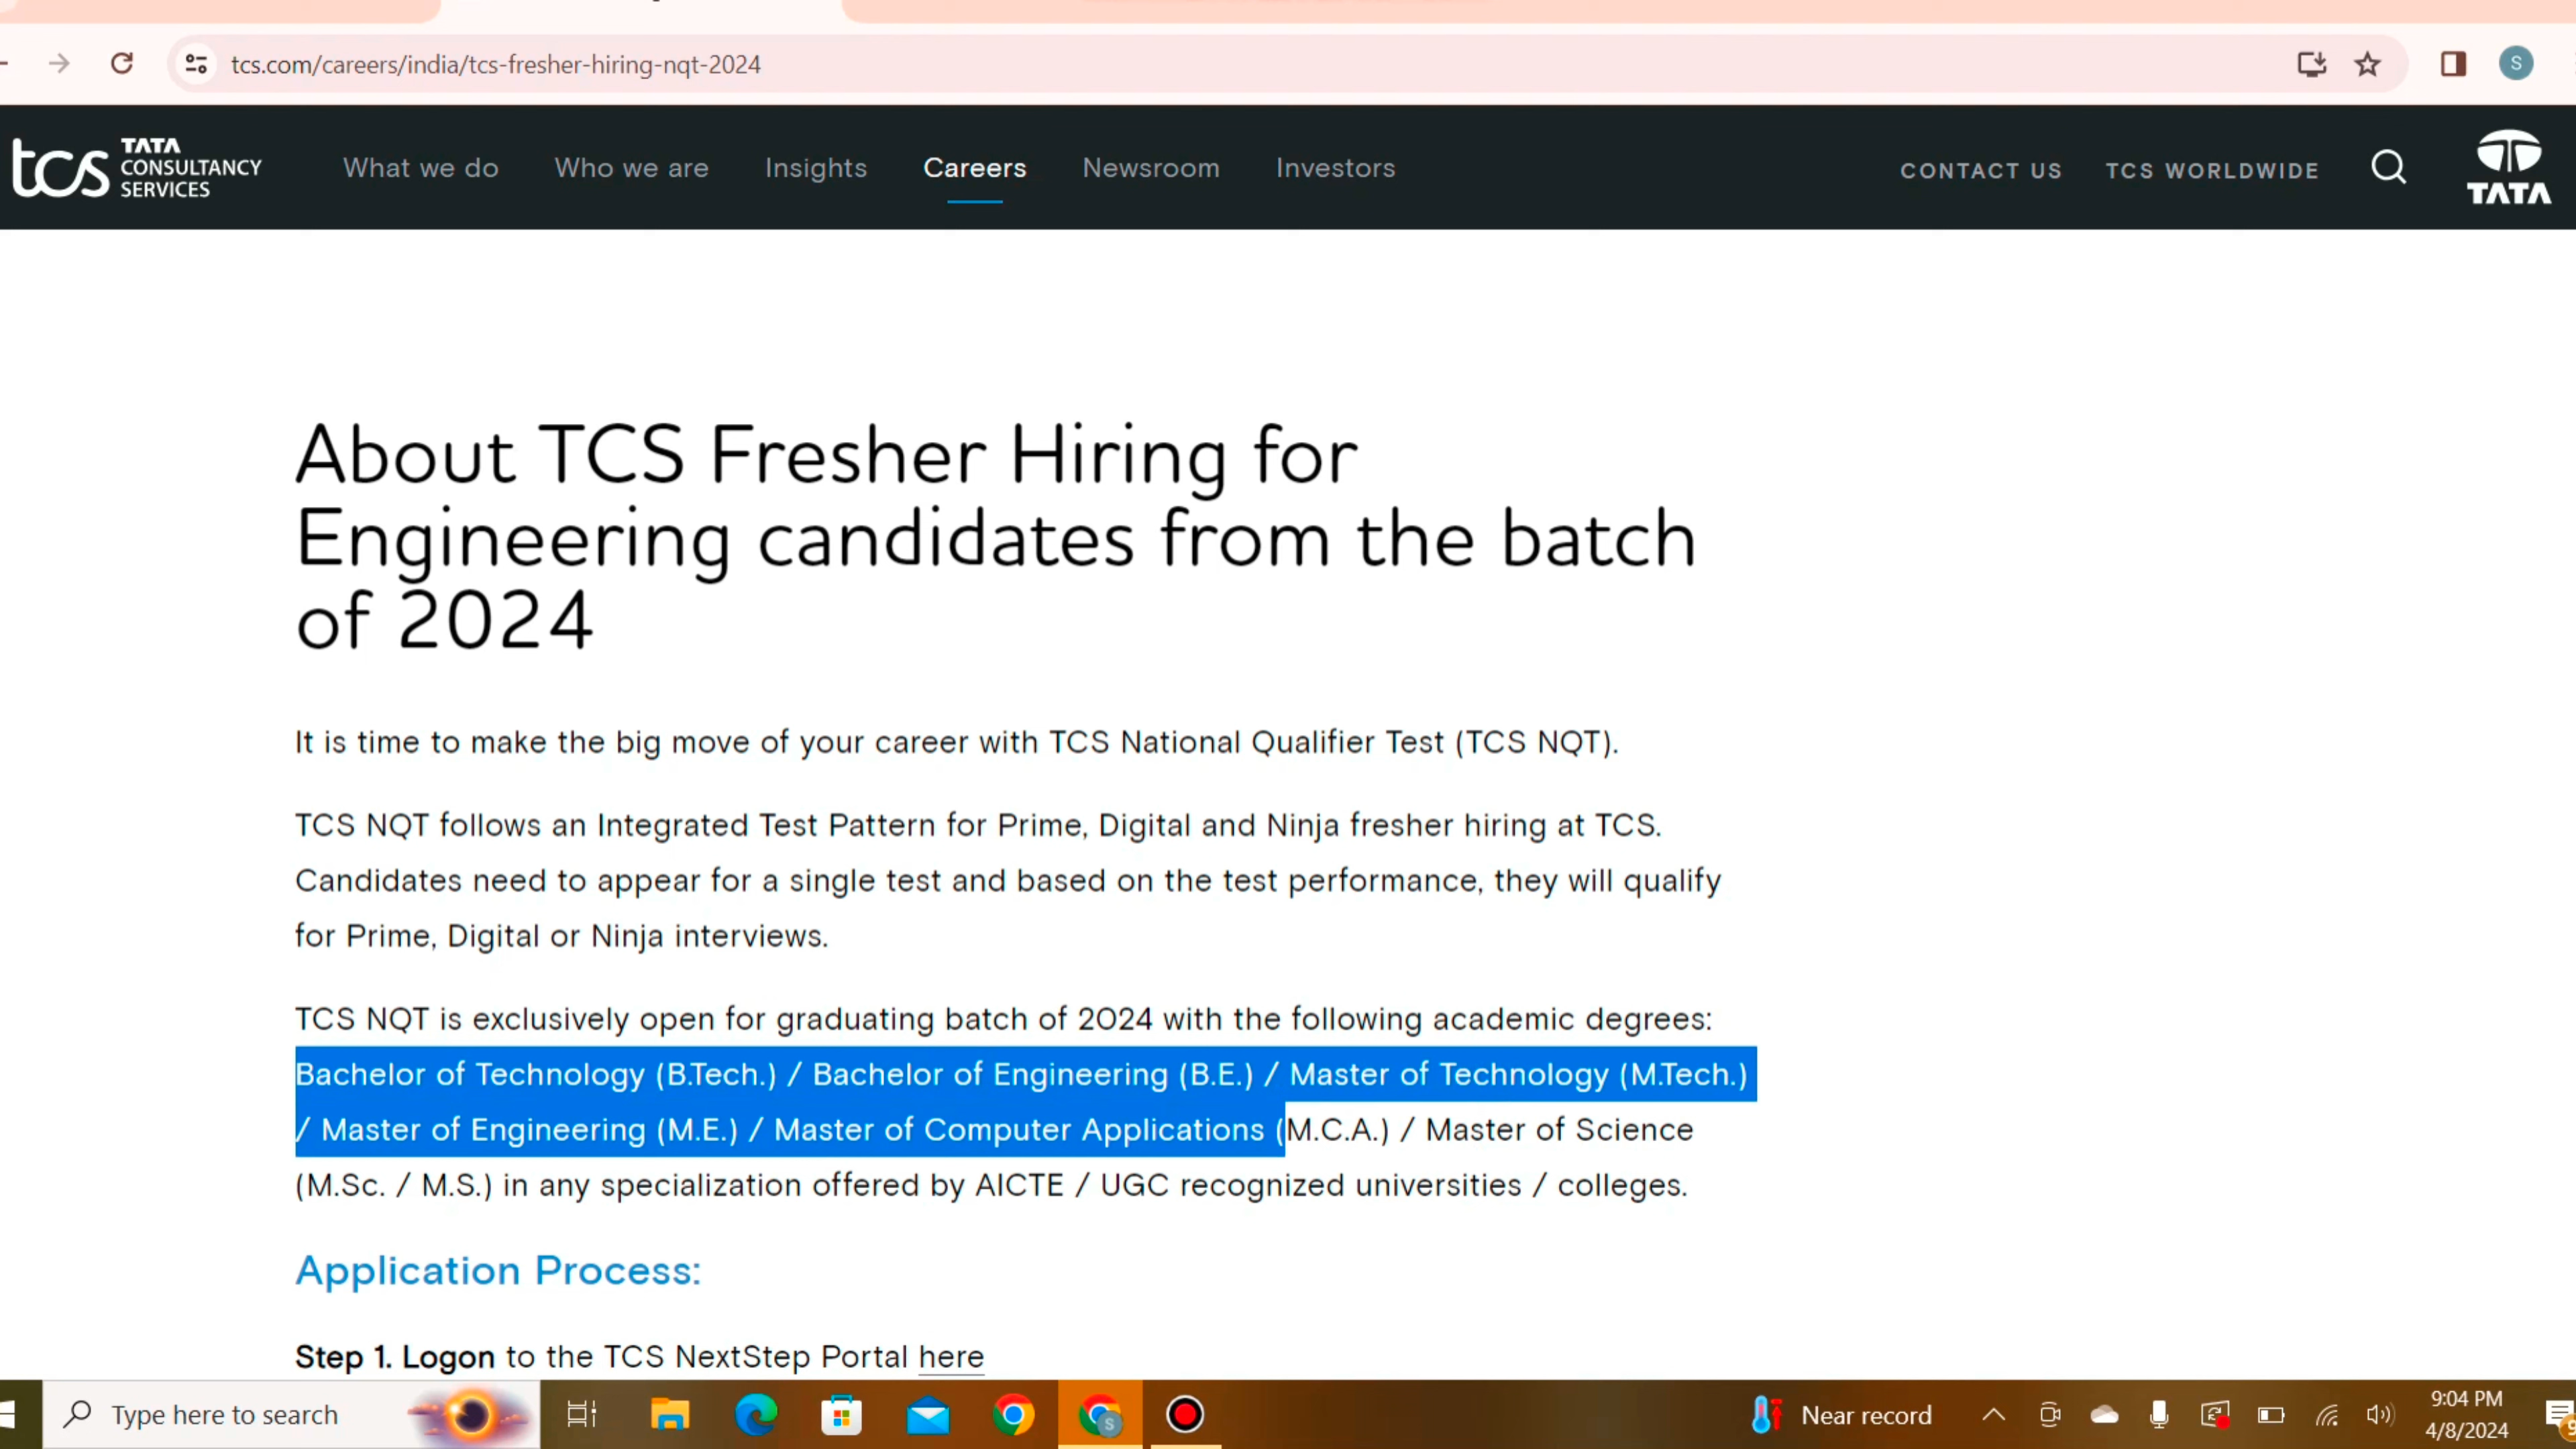 tcs.com/careers/india/tcs-fresher-hiring-nqt-2024
S
tcs TATA CONSULTANCY SERVICES
What we do Who we are Insights Careers Newsroom Investors
CONTACT US TCS WORLDWIDE
TATA
About TCS Fresher Hiring for
Engineering candidates from the batch
of 2024
It is time to make the big move of your career with TCS National Qualifier Test (TCS NQT).
TCS NQT follows an Integrated Test Pattern for Prime, Digital and Ninja fresher hiring at TCS.
Candidates need to appear for a single test and based on the test performance, they will qualify
for Prime, Digital or Ninja interviews.
TCS NQT is exclusively open for graduating batch of 2024 with the following academic degrees:
Bachelor of Technology (B.Tech.) / Bachelor of Engineering (B.E.) / Master of Technology (M.Tech.)
/ Master of Engineering (M.E.) / Master of Computer Applications (M.C.A.) / Master of Science
(M.Sc. / M.S.) in any specialization offered by AICTE / UGC recognized universities / colleges.
Application Process:
Step 1. Logon to the TCS NextStep Portal here
Type here to search
S
Near record
9:04 PM
4/8/2024